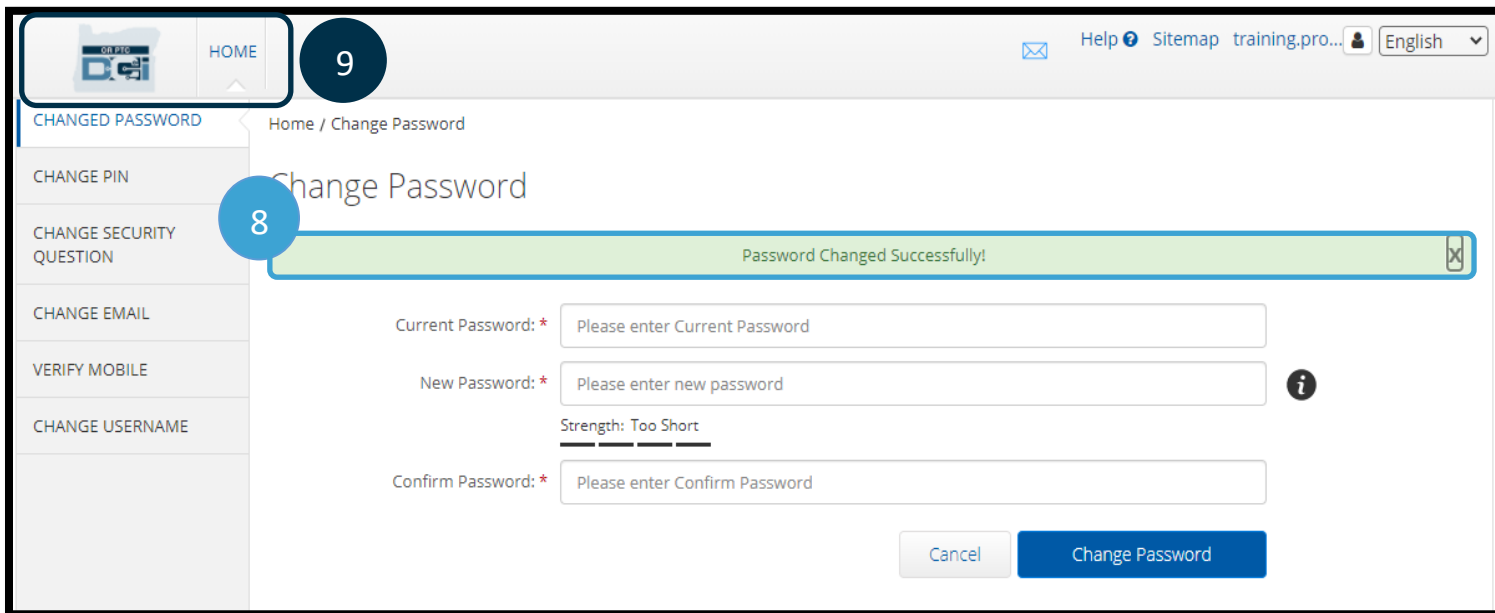 OR PTC
DCi
HOME
9
Help Sitemap training.pro... English
CHANGED PASSWORD
Home / Change Password
CHANGE PIN
Change Password
CHANGE SECURITY
QUESTION
8
Password Changed Successfully!
X
CHANGE EMAIL
Current Password: * Please enter Current Password
VERIFY MOBILE
New Password: * Please enter new password
i
CHANGE USERNAME
Strength: Too Short
Confirm Password: * Please enter Confirm Password
Cancel Change Password